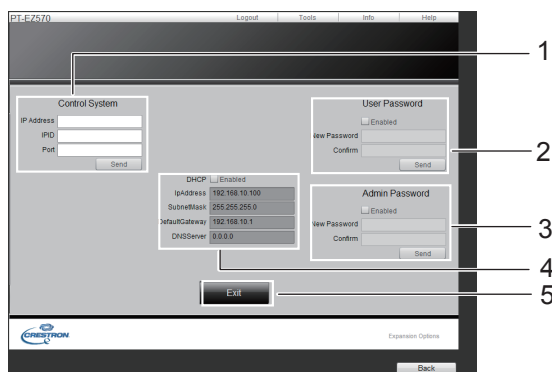 PT-EZ570 Logout Tools Info Help
1
Control System
IP Address
IPID
Port
Send
User Password
Enabled
New Password
Confirm
Send
2
Admin Password
Enabled
New Password
Confirm
Send
3
DHCP Enabled
IpAddress 192.168.10.100
SubnetMask 255.255.255.0
DefaultGateway 192.168.10.1
DNSServer 0.0.0.0
4
Exit
5
CRESTRON
Expansion Options
Back